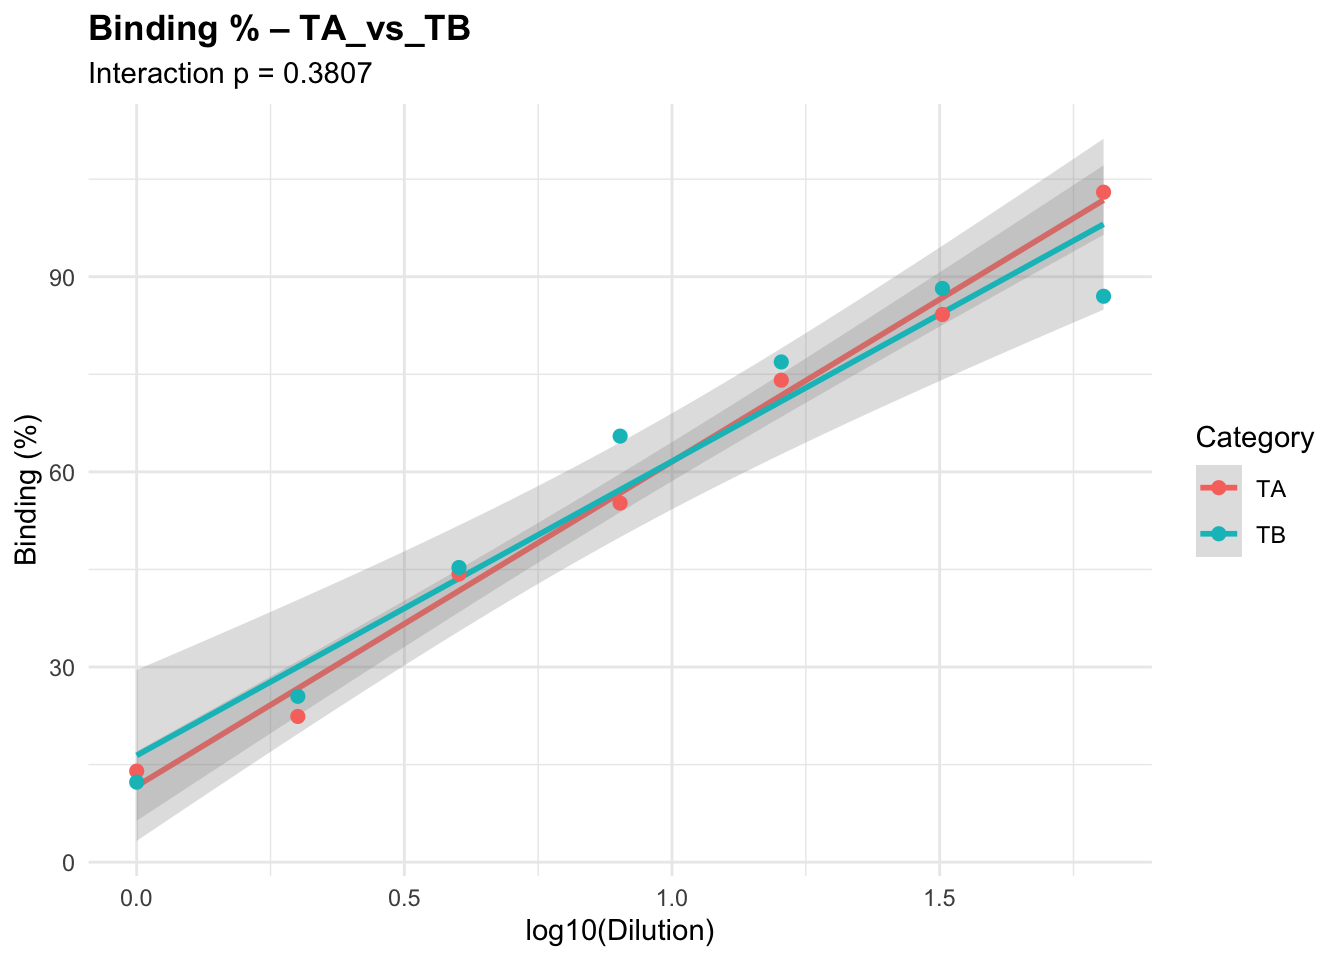 Binding % – TA_vs_TB
Interaction p = 0.3807
Binding (%)
90
60
30
0
0.0
0.5
1.0
1.5
log10(Dilution)
Category
TA
TB